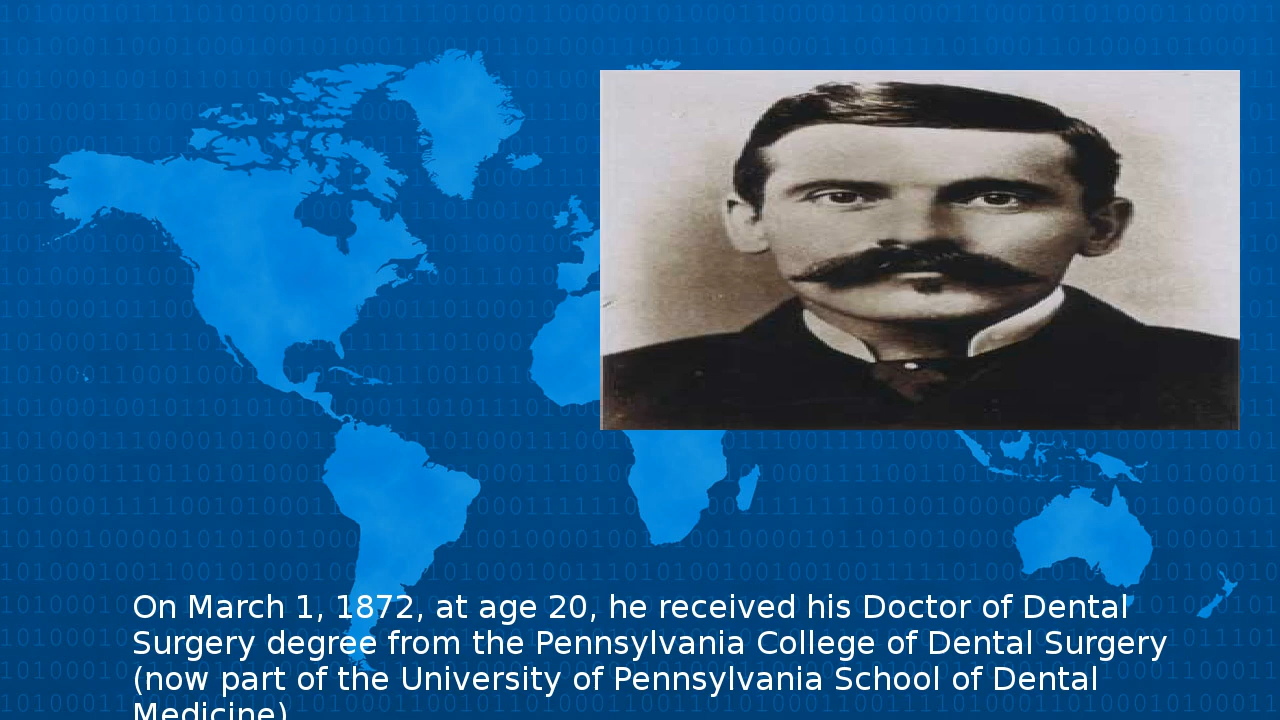 On March 1, 1872, at age 20, he received his Doctor of Dental
Surgery degree from the Pennsylvania College of Dental Surgery
(now part of the University of Pennsylvania School of Dental
Medicine)